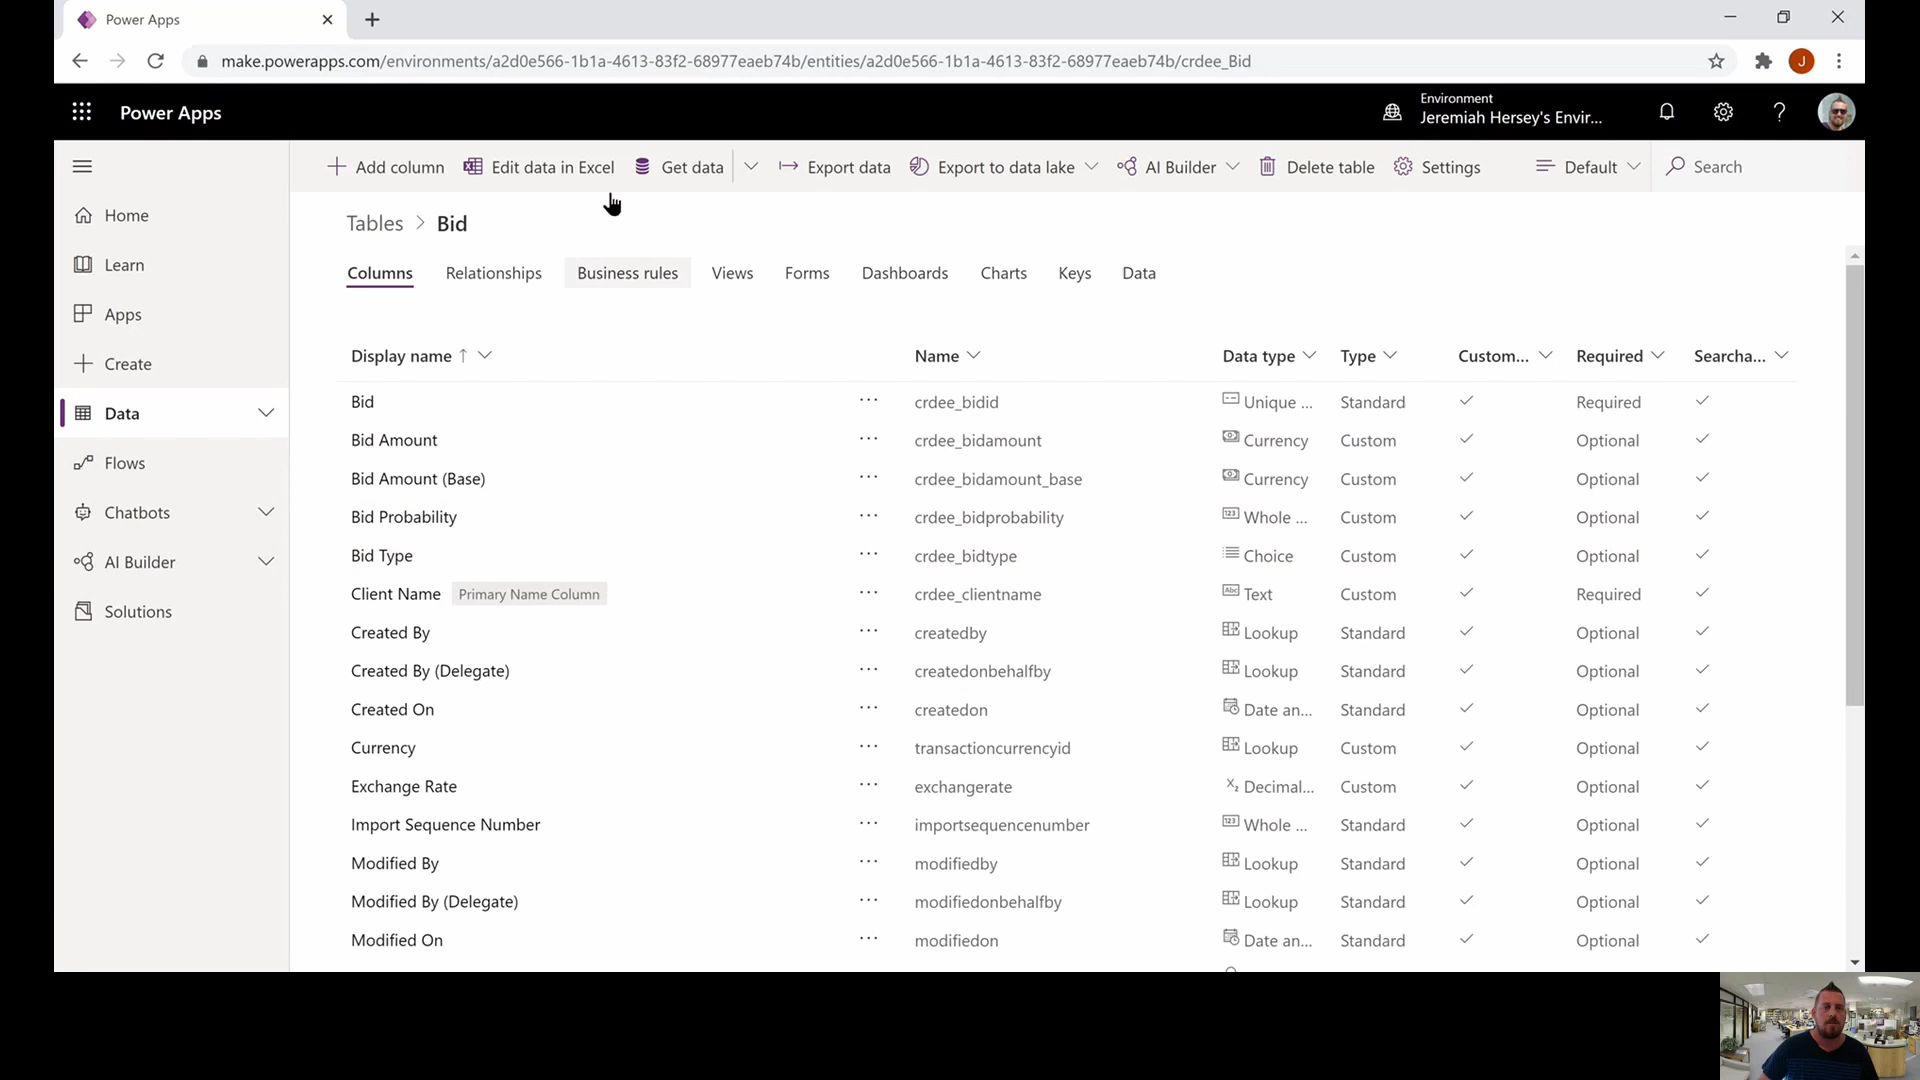 Power Apps
make.powerapps.com/environments/a2d0e566-1b1a-4613-83f2-68977eaeb74b/entities/a2d0e566-1b1a-4613-83f2-68977eaeb74b/crdee_Bid
J
Power Apps
Environment
Jeremiah Hersey's Envir...
Add column Edit data in Excel Get data Export data Export to data lake AI Builder Delete table Settings Default Search
Home
Learn
Apps
Create
Data
Flows
Chatbots
AI Builder
Solutions
Tables > Bid
Columns Relationships Business rules Views Forms Dashboards Charts Keys Data
Display name ↑ Name Data type Type Custom... Required Searcha...
Bid ... crdee_bidid Unique ... Standard Required
Bid Amount ... crdee_bidamount Currency Custom Optional
Bid Amount (Base) ... crdee_bidamount_base Currency Custom Optional
Bid Probability ... crdee_bidprobability 123 Whole ... Custom Optional
Bid Type ... crdee_bidtype Choice Custom Optional
Client Name Primary Name Column ... crdee_clientname Abc Text Custom Required
Created By ... createdby Lookup Standard Optional
Created By (Delegate) ... createdonbehalfby Lookup Standard Optional
Created On ... createdon Date an... Standard Optional
Currency ... transactioncurrencyid Lookup Custom Optional
Exchange Rate ... exchangerate X₂ Decimal... Custom Optional
Import Sequence Number ... importsequencenumber 123 Whole ... Standard Optional
Modified By ... modifiedby Lookup Standard Optional
Modified By (Delegate) ... modifiedonbehalfby Lookup Standard Optional
Modified On ... modifiedon Date an... Standard Optional